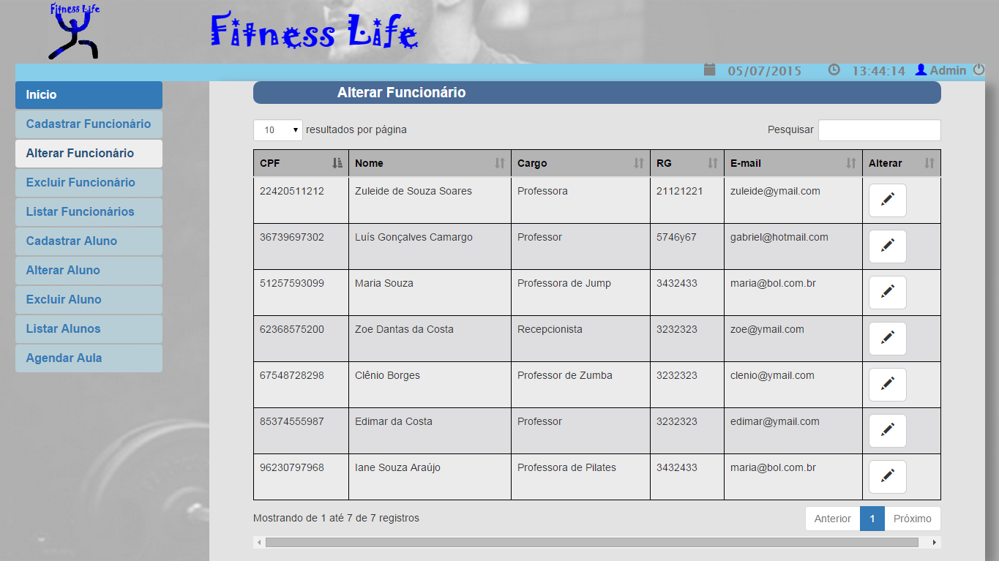 Fitness Life
Fitness Life
05/07/2015 13:44:14 Admin
Início
Cadastrar Funcionário
Alterar Funcionário
Excluir Funcionário
Listar Funcionários
Cadastrar Aluno
Alterar Aluno
Excluir Aluno
Listar Alunos
Agendar Aula
Alterar Funcionário
10 resultados por página Pesquisar
CPF Nome Cargo RG E-mail Alterar
22420511212 Zuleide de Souza Soares Professora 21121221 zuleide@ymail.com
36739697302 Luís Gonçalves Camargo Professor 5746y67 gabriel@hotmail.com
51257593099 Maria Souza Professora de Jump 3432433 maria@bol.com.br
62368575200 Zoe Dantas da Costa Recepcionista 3232323 zoe@ymail.com
67548728298 Clênio Borges Professor de Zumba 3232323 clenio@ymail.com
85374555987 Edimar da Costa Professor 3232323 edimar@ymail.com
96230797968 Iane Souza Araújo Professora de Pilates 3432433 maria@bol.com.br
Mostrando de 1 até 7 de 7 registros Anterior 1 Próximo